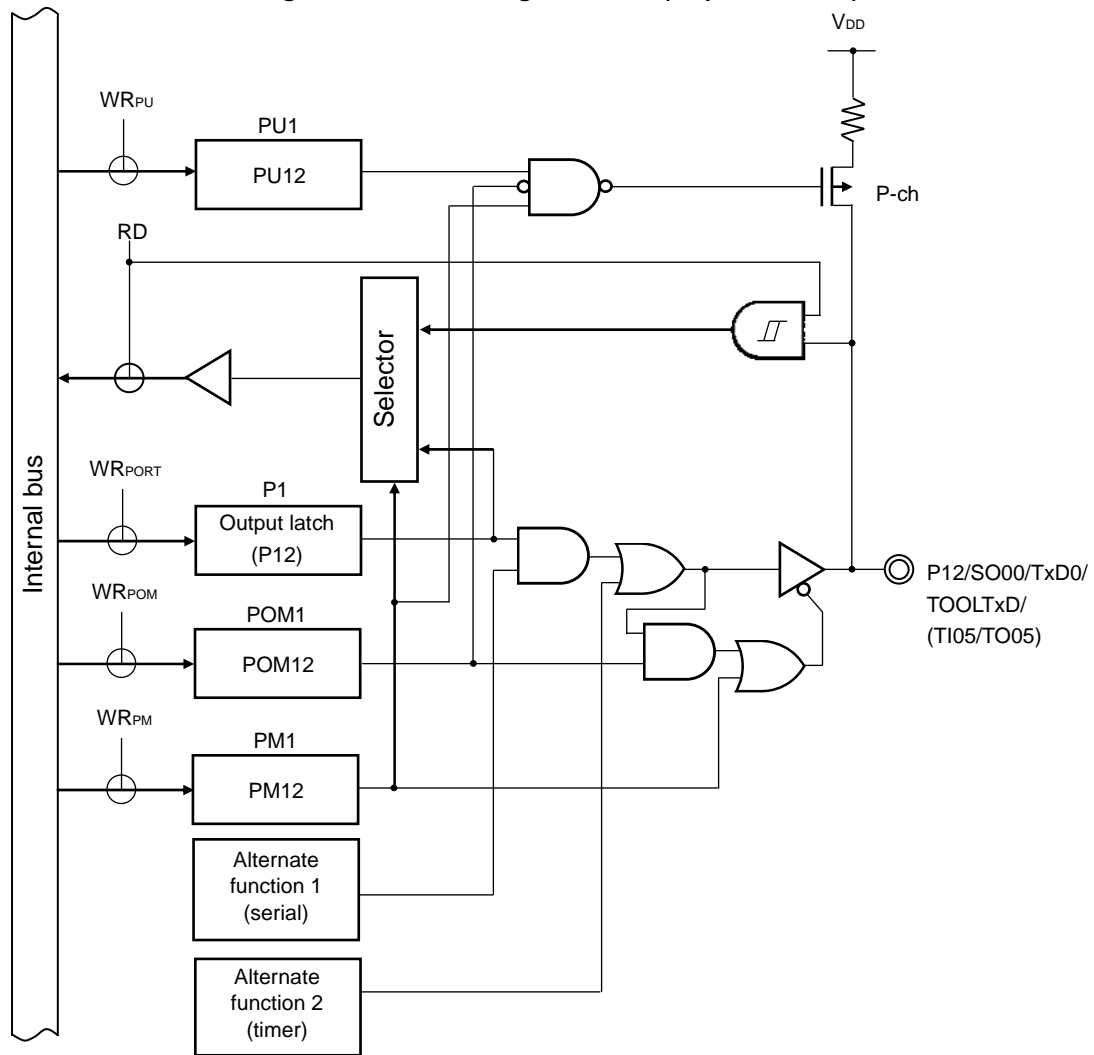 VDD
WRPU
PU1
PU12
P-ch
RD
Selector
Internal bus
WRPORT
P1
Output latch
(P12)
WRPOM
POM1
POM12
P12/SO00/TxD0/
TOOLTxD/
(TI05/TO05)
WRPM
PM1
PM12
Alternate
function 1
(serial)
Alternate
function 2
(timer)